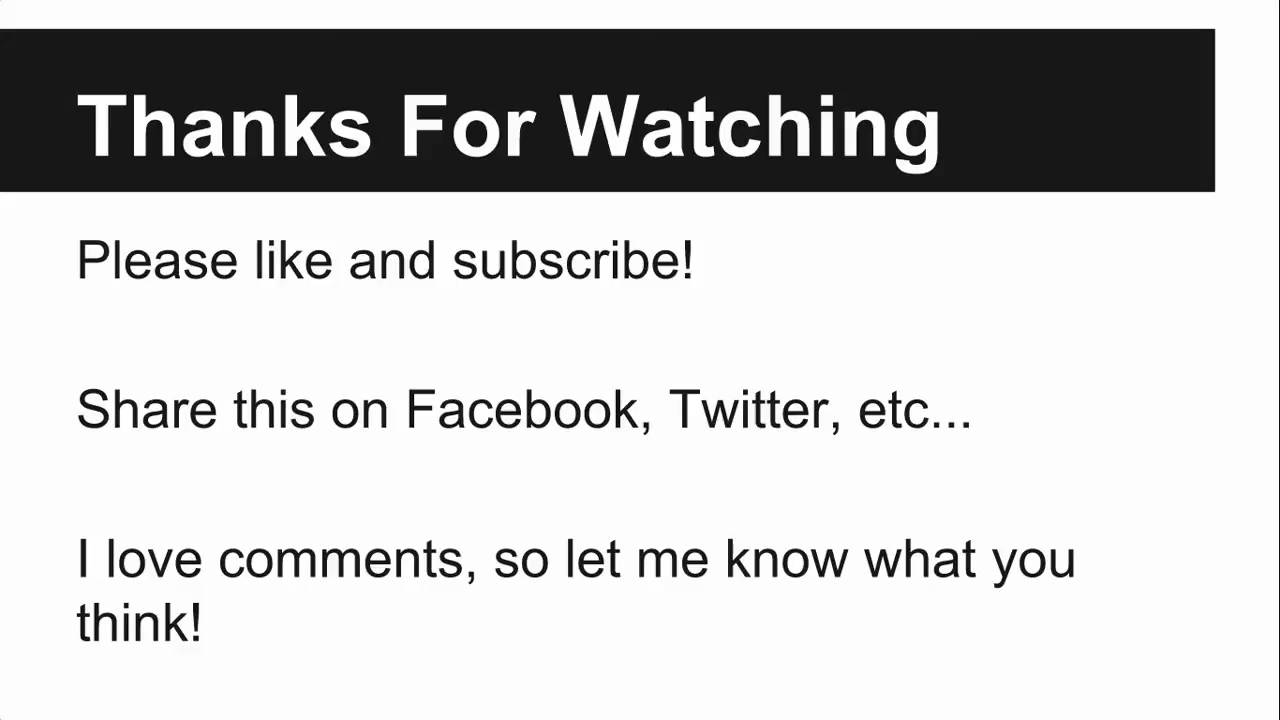 Thanks For Watching
Please like and subscribe!
Share this on Facebook, Twitter, etc...
I love comments, so let me know what you
think!